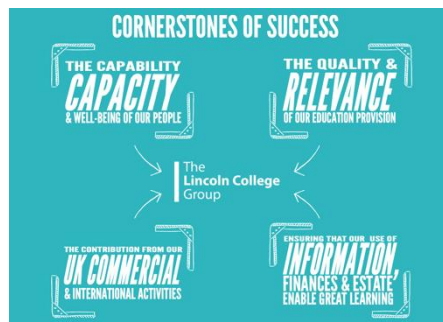 CORNERSTONES OF SUCCESS
THE CAPABILITY
CAPACITY
& WELL-BEING OF OUR PEOPLE
THE QUALITY &
RELEVANCE
OF OUR EDUCATION PROVISION
The
Lincoln College
Group
THE CONTRIBUTION FROM OUR
UK COMMERCIAL
& INTERNATIONAL ACTIVITIES
ENSURING THAT OUR USE OF
INFORMATION,
FINANCES & ESTATE
ENABLE GREAT LEARNING